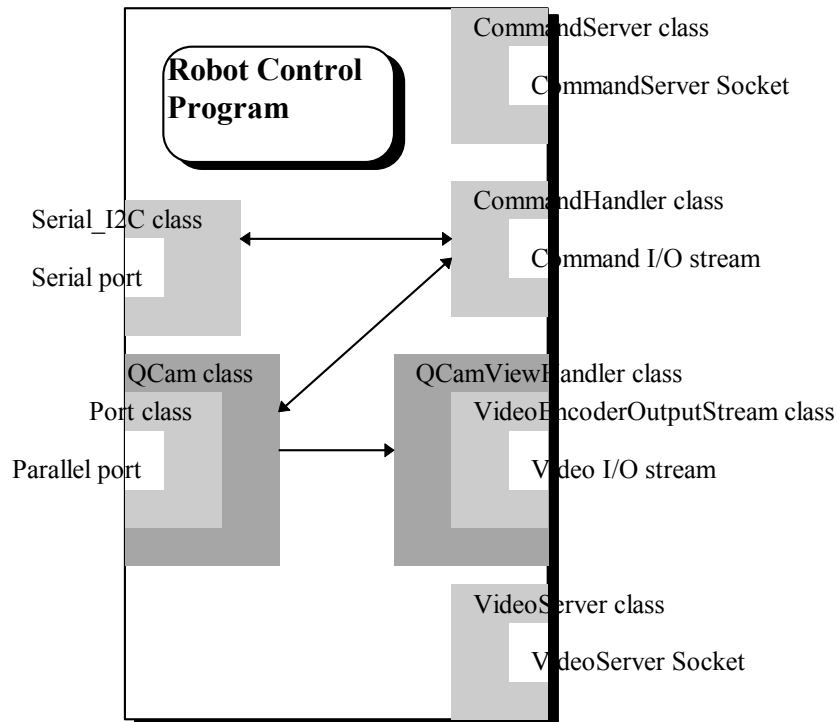 CommandServer class
Robot Control
Program
CommandServer Socket
Serial_I2C class
CommandHandler class
Serial port
Command I/O stream
QCam class
QCamViewHandler class
Port class
VideoEncoderOutputStream class
Parallel port
Video I/O stream
VideoServer class
VideoServer Socket